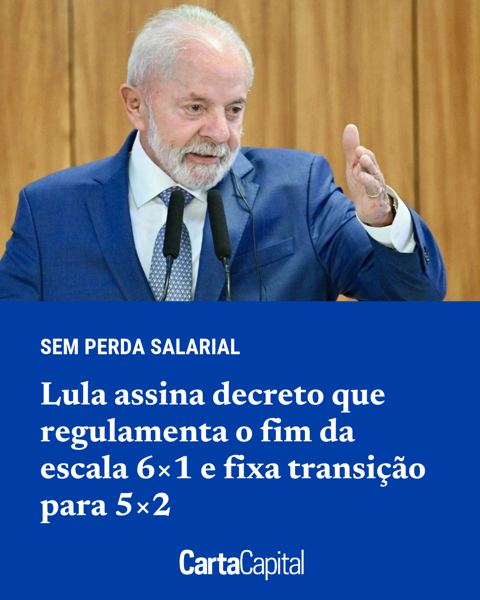 SEM PERDA SALARIAL
Lula assina decreto que
regulamenta o fim da
escala 6×1 e fixa transição
para 5×2
CartaCapital